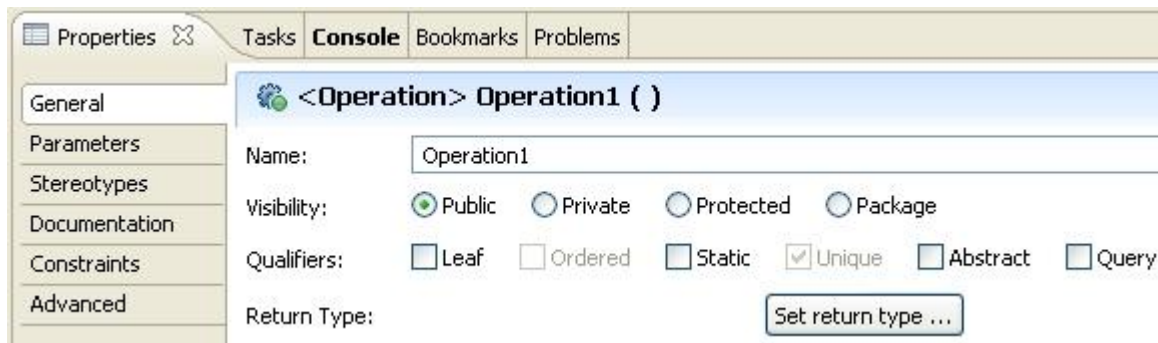 Properties Tasks Console Bookmarks Problems
General
Parameters
Stereotypes
Documentation
Constraints
Advanced
<Operation> Operation1 ( )
Name: Operation1
Visibility: Public Private Protected Package
Qualifiers: Leaf Ordered Static Unique Abstract Query
Return Type: Set return type ...